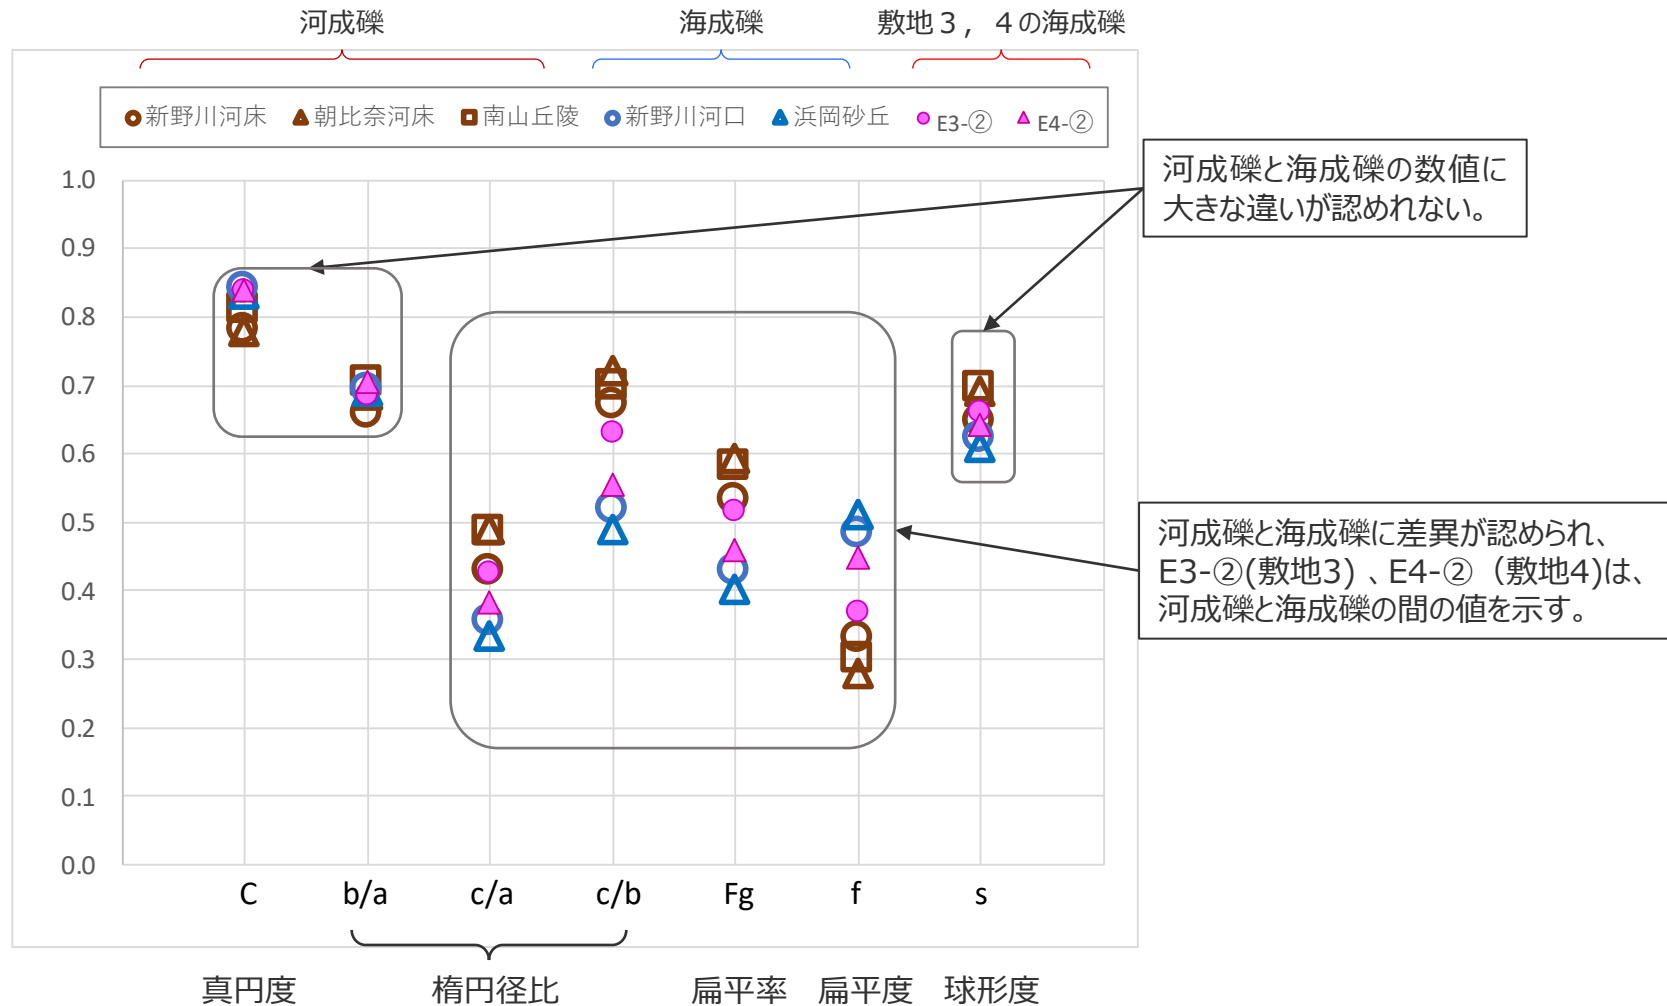 河成礫 海成礫 敷地３，４の海成礫
新野川河床 朝比奈河床 南山丘陵 新野川河口 浜岡砂丘 E3-② E4-②
河成礫と海成礫の数値に
大きな違いが認めれない。
1.0
0.9
0.8
0.7
0.6
0.5
0.4
0.3
0.2
0.1
0.0
河成礫と海成礫に差異が認められ、
E3-②(敷地3) 、E4-②（敷地4)は、
河成礫と海成礫の間の値を示す。
C b/a c/a c/b Fg f s
真円度 楕円径比 扁平率 扁平度 球形度